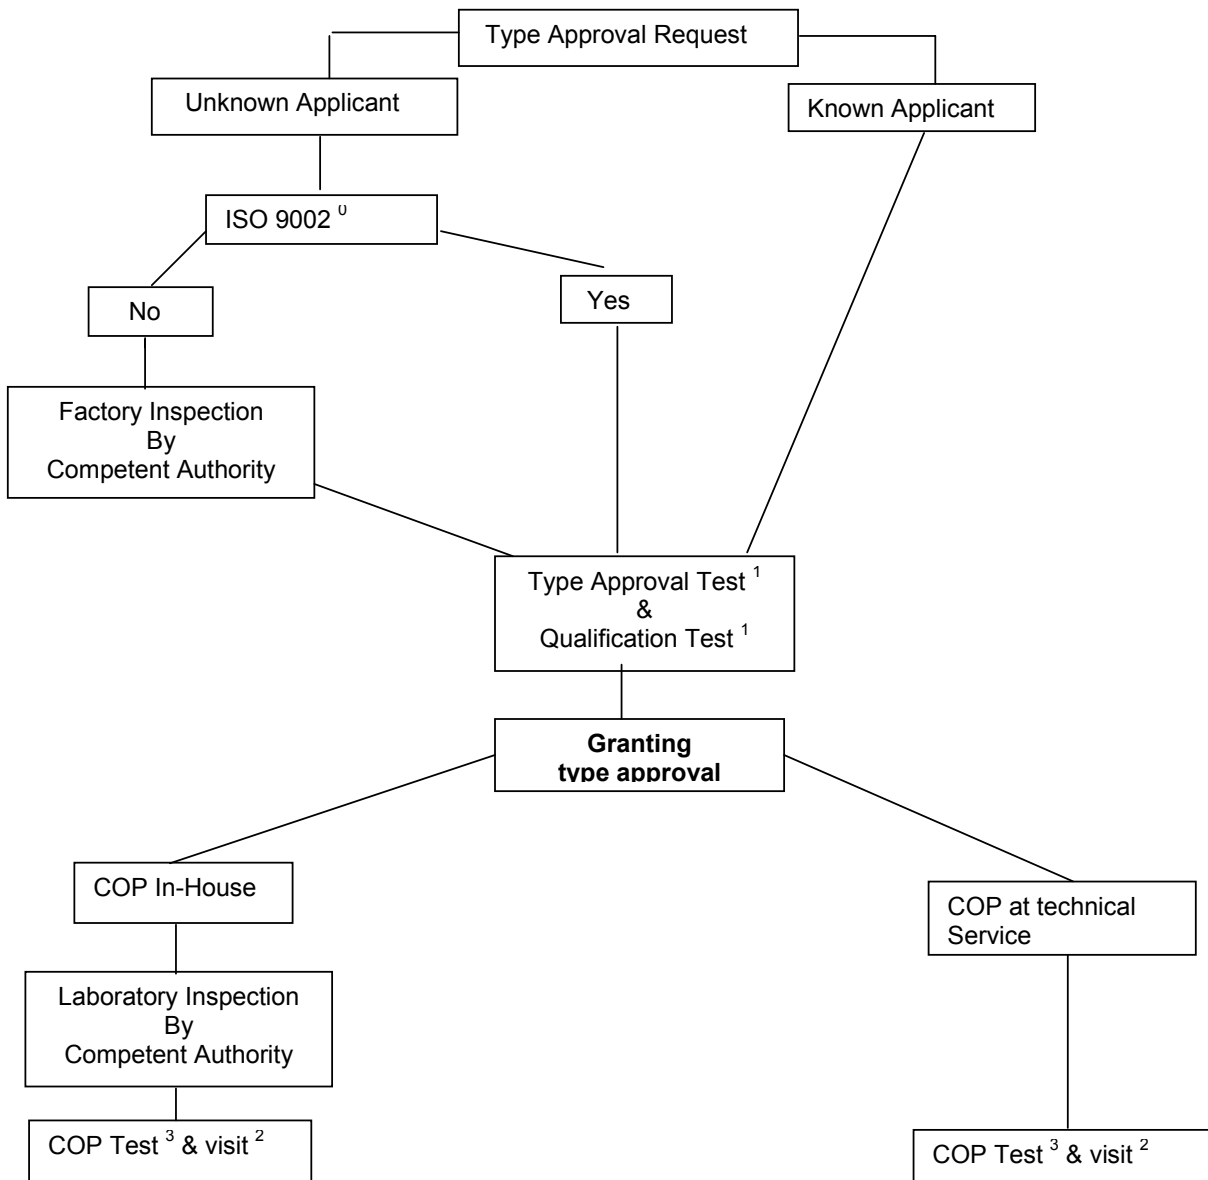 Type Approval Request
Unknown Applicant
Known Applicant
ISO 9002 ⁰
No
Yes
Factory Inspection
By
Competent Authority
Type Approval Test ¹
&
Qualification Test ¹
Granting
type approval
COP In-House
COP at technical
Service
Laboratory Inspection
By
Competent Authority
COP Test ³ & visit ²
COP Test ³ & visit ²